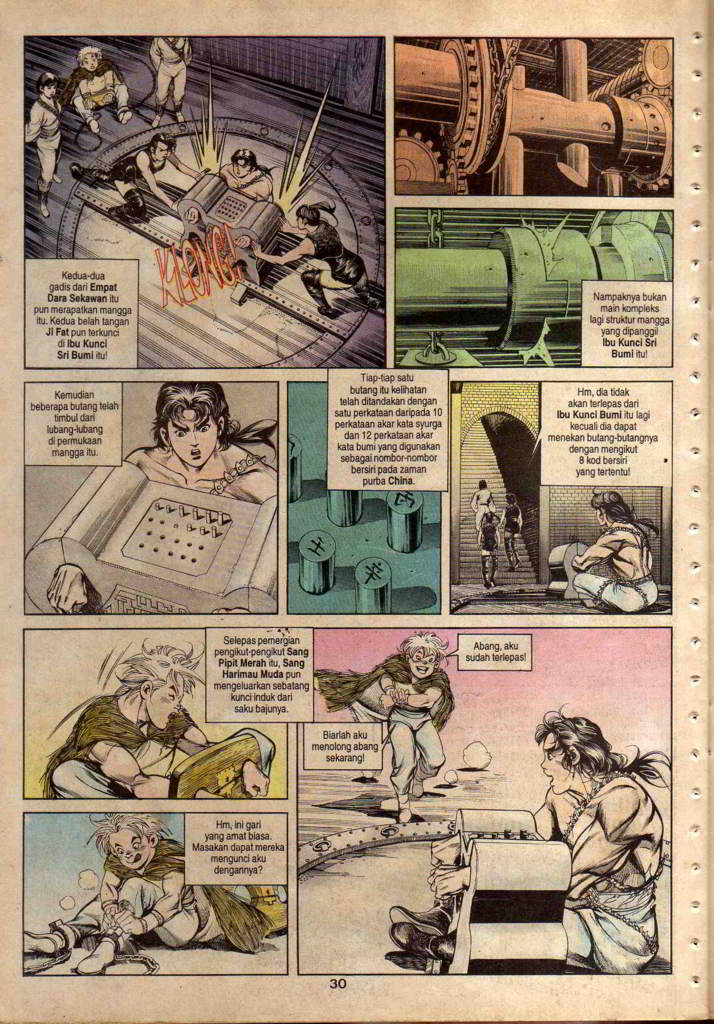 KLONG!
Kedua-dua
gadis dari Empat
Dara Sekawan itu
pun merapatkan mangga
itu. Kedua belah tangan
JI Fat pun terkunci
di Ibu Kunci
Sri Bumi itu!
Nampaknya bukan
main kompleks
lagi struktur mangga
yang dipanggil
Ibu Kunci Sri
Bumi itu!
Kemudian
beberapa butang telah
timbul dari
lubang-lubang
di permukaan
mangga itu.
Tiap-tiap satu
butang itu kelihatan
telah ditandakan dengan
satu perkataan daripada 10
perkataan akar kata syurga
dan 12 perkataan akar
kata bumi yang digunakan
sebagai nombor-nombor
bersiri pada zaman
purba China.
Hm, dia tidak
akan terlepas dari
Ibu Kunci Bumi itu lagi
kecuali dia dapat
menekan butang-butangnya
dengan mengikut
8 kod bersiri
yang tertentu!
Selepas pemergian
pengikut-pengikut Sang
Pipit Merah itu, Sang
Harimau Muda pun
mengeluarkan sebatang
kunci induk dari
saku bajunya.
Abang, aku
sudah terlepas!
Biarlah aku
menolong abang
sekarang!
Hm, ini gari
yang amat biasa.
Masakan dapat mereka
mengunci aku
dengannya?
30